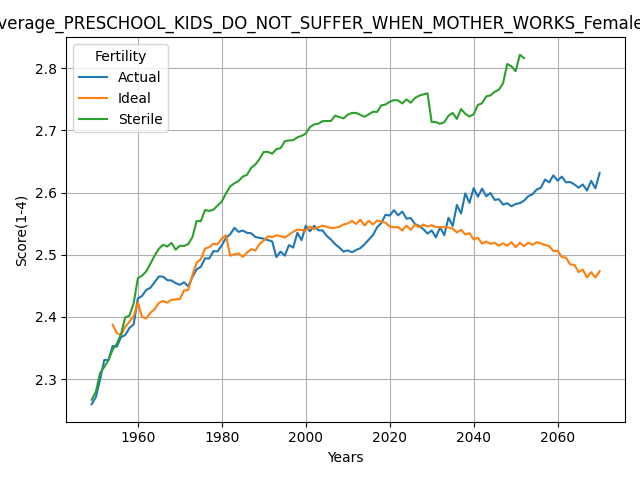 verage_PRESCHOOL_KIDS_DO_NOT_SUFFER_WHEN_MOTHER_WORKS_Female
Fertility
Actual
Ideal
Sterile
Score(1-4)
2.8
2.7
2.6
2.5
2.4
2.3
1960 1980 2000 2020 2040 2060
Years